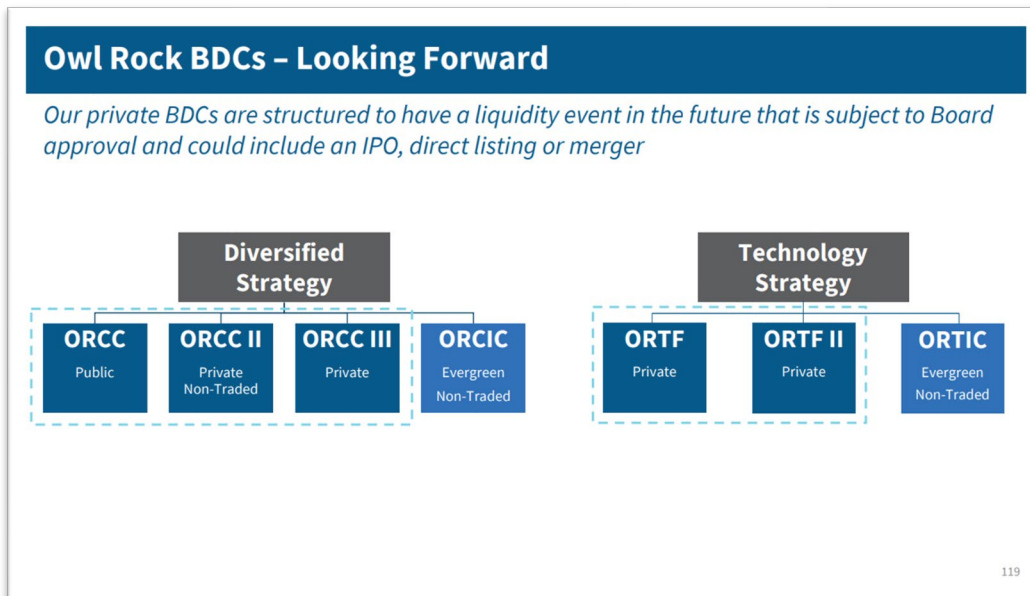 Owl Rock BDCs – Looking Forward
Our private BDCs are structured to have a liquidity event in the future that is subject to Board
approval and could include an IPO, direct listing or merger
Diversified
Strategy
ORCC
Public
ORCC II
Private
Non-Traded
ORCC III
Private
ORCIC
Evergreen
Non-Traded
Technology
Strategy
ORTF
Private
ORTF II
Private
ORTIC
Evergreen
Non-Traded
119